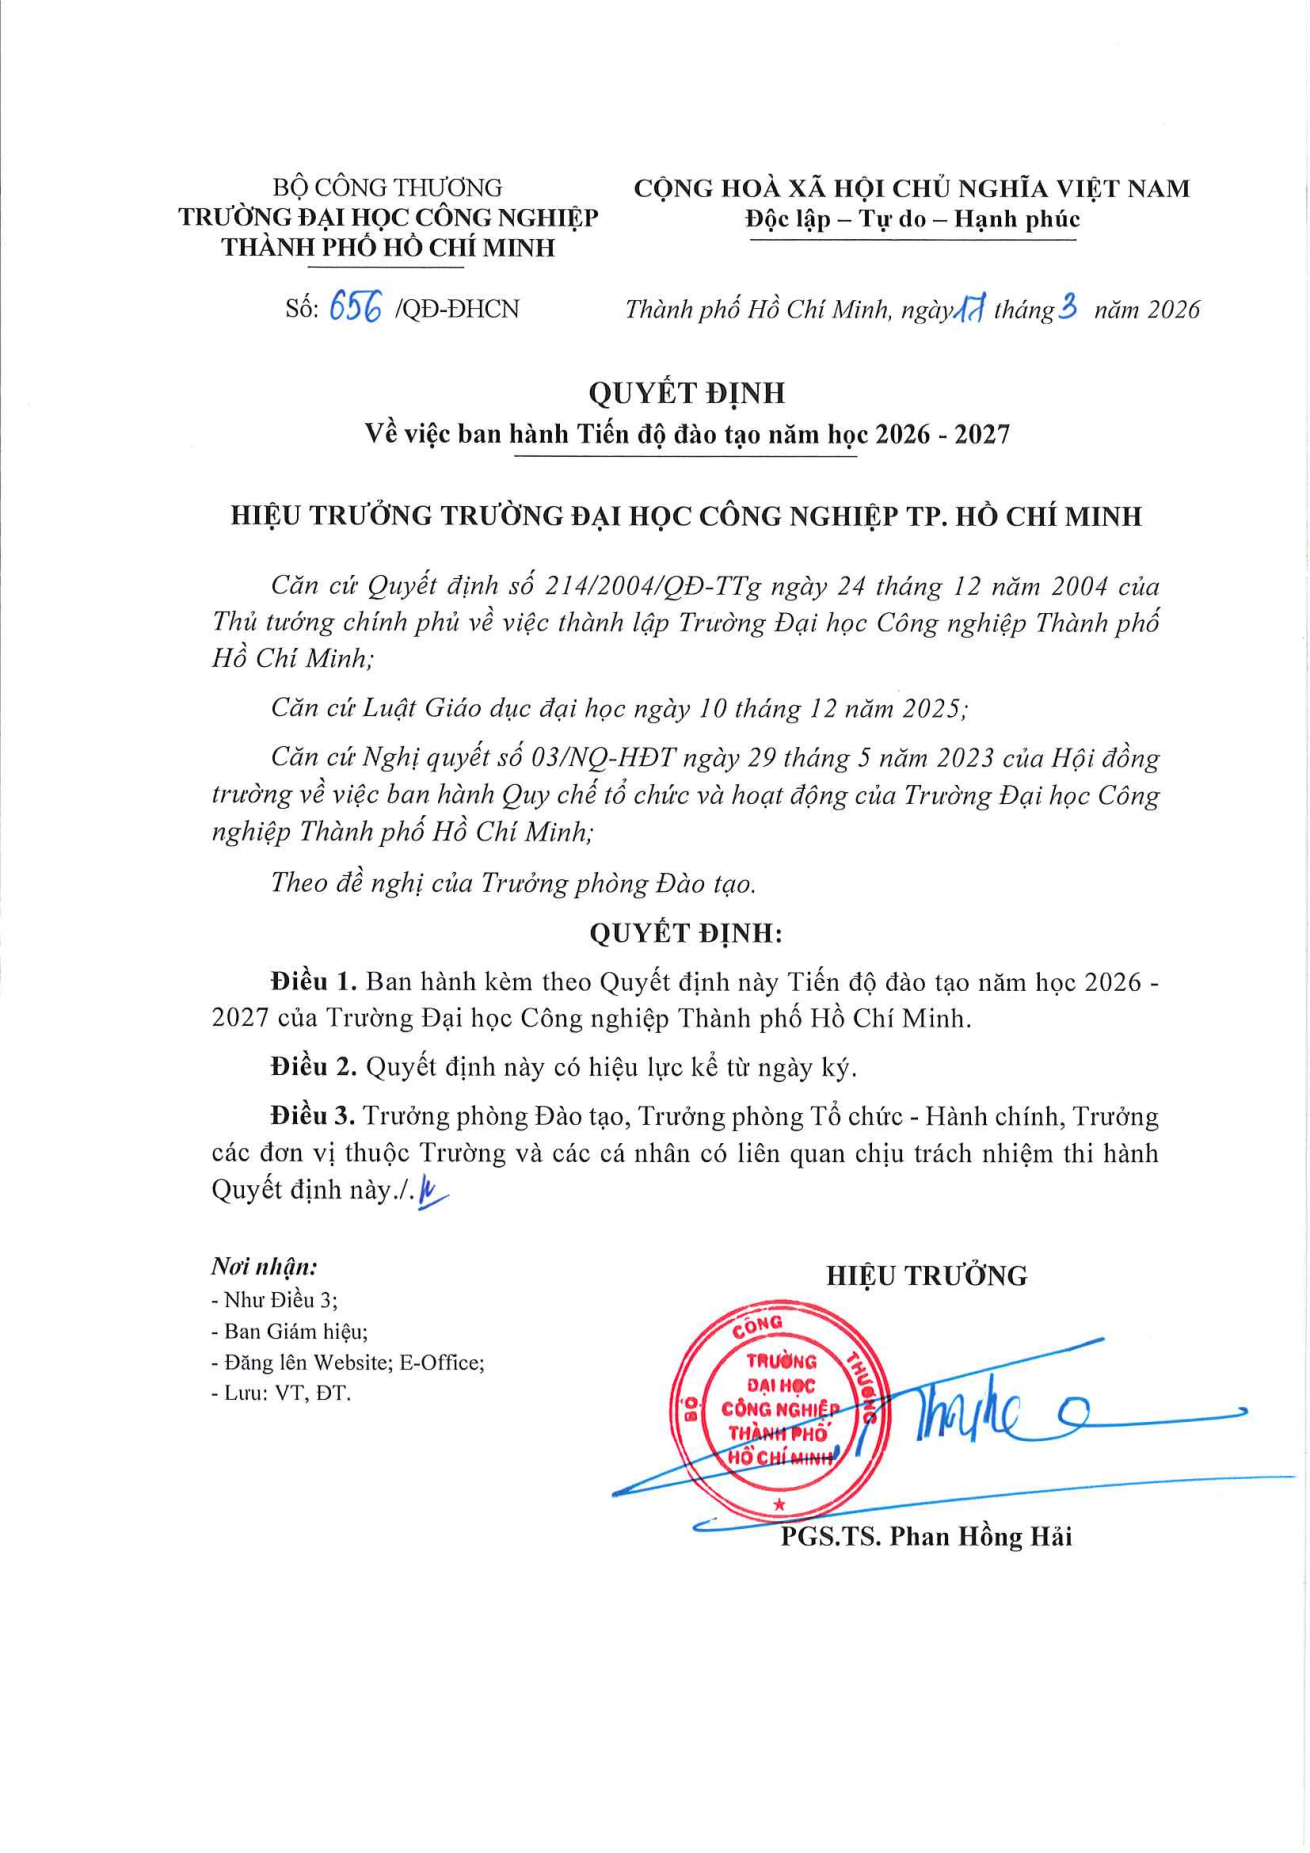 BỘ CÔNG THƯƠNG
TRƯỜNG ĐẠI HỌC CÔNG NGHIỆP
THÀNH PHỐ HỒ CHÍ MINH
Số: 656 /QĐ-ĐHCN
CỘNG HOÀ XÃ HỘI CHỦ NGHĨA VIỆT NAM
Độc lập – Tự do – Hạnh phúc
Thành phố Hồ Chí Minh, ngày 17 tháng 3 năm 2026
QUYẾT ĐỊNH
Về việc ban hành Tiến độ đào tạo năm học 2026 - 2027
HIỆU TRƯỞNG TRƯỜNG ĐẠI HỌC CÔNG NGHIỆP TP. HỒ CHÍ MINH
Căn cứ Quyết định số 214/2004/QĐ-TTg ngày 24 tháng 12 năm 2004 của
Thủ tướng chính phủ về việc thành lập Trường Đại học Công nghiệp Thành phố
Hồ Chí Minh;
Căn cứ Luật Giáo dục đại học ngày 10 tháng 12 năm 2025;
Căn cứ Nghị quyết số 03/NQ-HĐT ngày 29 tháng 5 năm 2023 của Hội đồng
trường về việc ban hành Quy chế tổ chức và hoạt động của Trường Đại học Công
nghiệp Thành phố Hồ Chí Minh;
Theo đề nghị của Trưởng phòng Đào tạo.
QUYẾT ĐỊNH:
Điều 1. Ban hành kèm theo Quyết định này Tiến độ đào tạo năm học 2026 -
2027 của Trường Đại học Công nghiệp Thành phố Hồ Chí Minh.
Điều 2. Quyết định này có hiệu lực kể từ ngày ký.
Điều 3. Trưởng phòng Đào tạo, Trưởng phòng Tổ chức - Hành chính, Trưởng
các đơn vị thuộc Trường và các cá nhân có liên quan chịu trách nhiệm thi hành
Quyết định này./.
Nơi nhận:
- Như Điều 3;
- Ban Giám hiệu;
- Đăng lên Website; E-Office;
- Lưu: VT, ĐT.
HIỆU TRƯỞNG
BỘ CÔNG THƯƠNG
TRƯỜNG
ĐẠI HỌC
CÔNG NGHIỆP
THÀNH PHỐ
HỒ CHÍ MINH
PGS.TS. Phan Hồng Hải